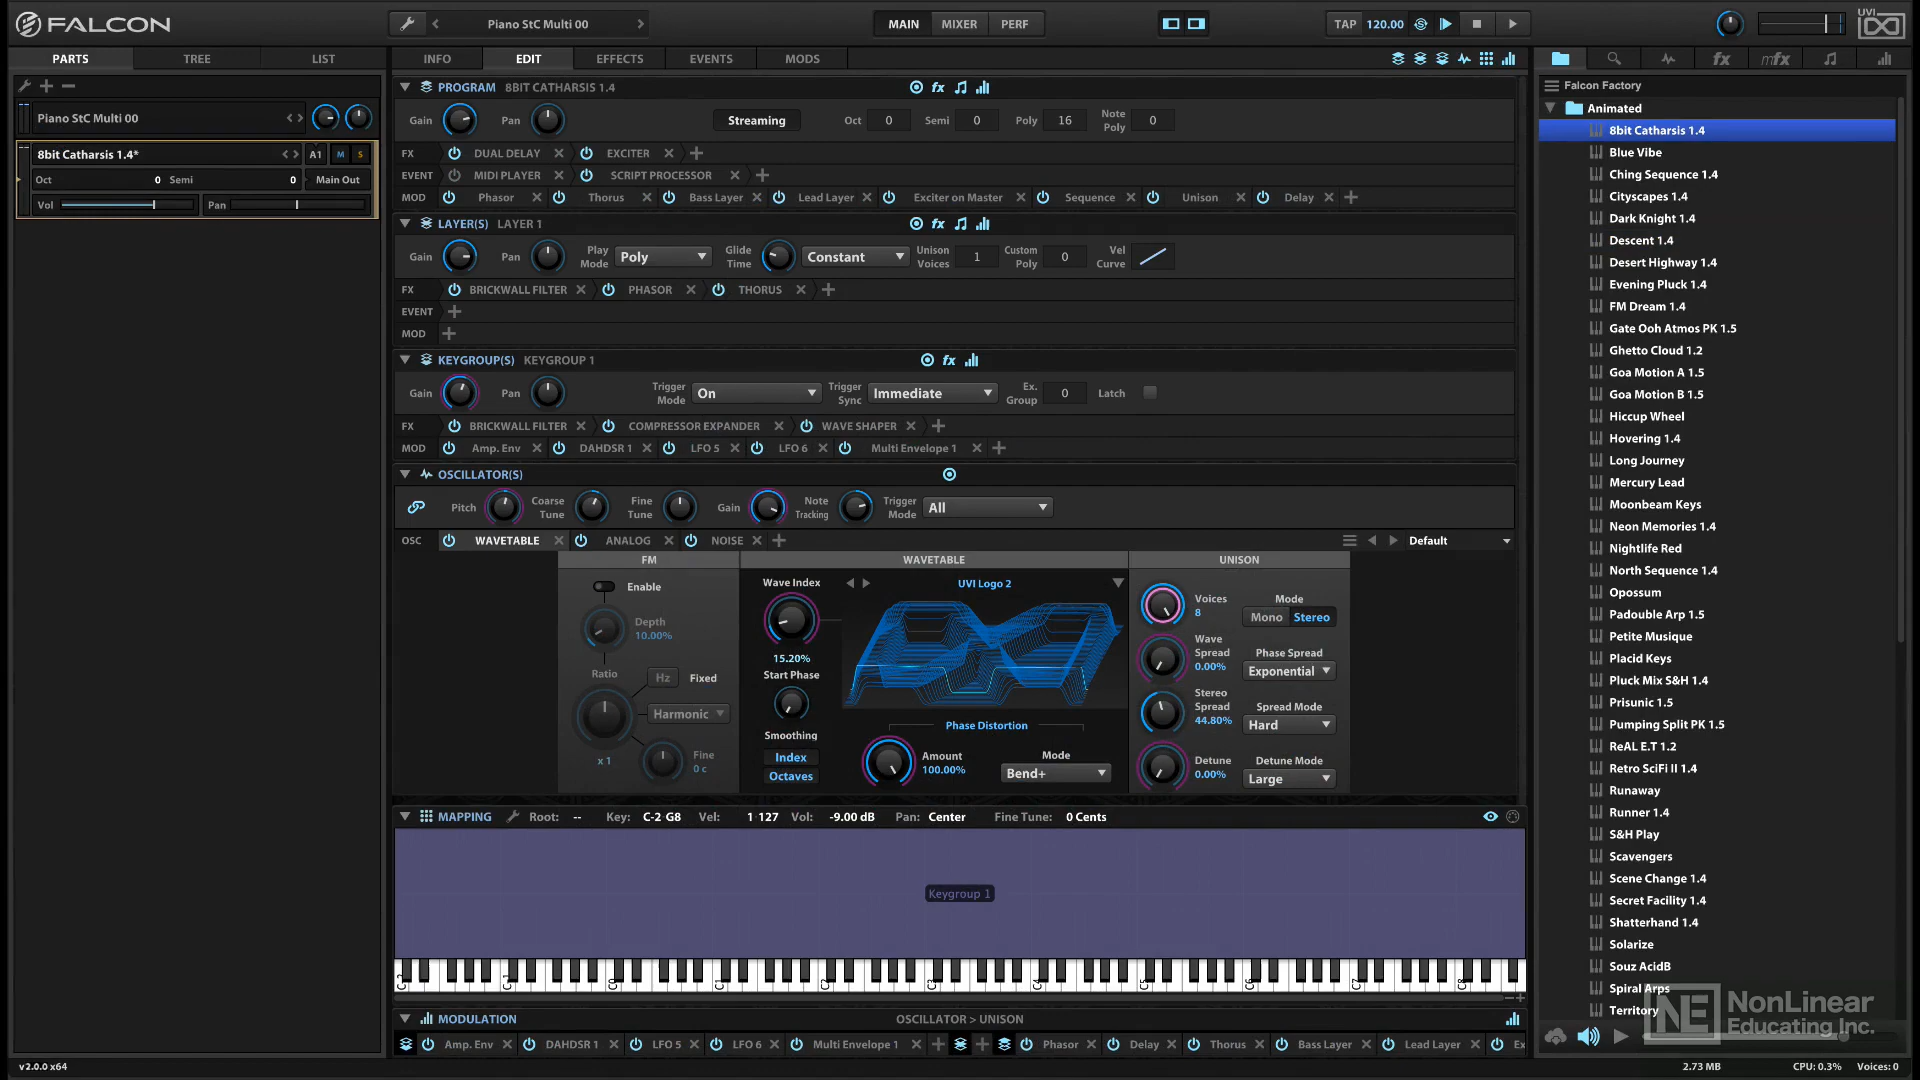 FALCON
Piano StC Multi 00
MAIN MIXER PERF
TAP 120.00
UVI
PARTS TREE LIST
INFO EDIT EFFECTS EVENTS MODS
fx mfx
Piano StC Multi 00
8bit Catharsis 1.4* A1 M S
Oct 0 Semi 0 Main Out
Vol Pan
PROGRAM 8BIT CATHARSIS 1.4 fx
Gain Pan Streaming Oct 0 Semi 0 Poly 16 Note Poly 0
FX DUAL DELAY EXCITER
EVENT MIDI PLAYER SCRIPT PROCESSOR
MOD Phasor Thorus Bass Layer Lead Layer Exciter on Master Sequence Unison Delay
LAYER(S) LAYER 1 fx
Gain Pan Play Mode Poly Glide Time Constant Unison Voices 1 Custom Poly 0 Vel Curve
FX BRICKWALL FILTER PHASOR THORUS
EVENT
MOD
KEYGROUP(S) KEYGROUP 1 fx
Gain Pan Trigger Mode On Trigger Sync Immediate Ex. Group 0 Latch
FX BRICKWALL FILTER COMPRESSOR EXPANDER WAVE SHAPER
MOD Amp. Env DAHDSR 1 LFO 5 LFO 6 Multi Envelope 1
OSCILLATOR(S)
Pitch Coarse Tune Fine Tune Gain Note Tracking Trigger Mode All
OSC WAVETABLE ANALOG NOISE Default
FM
Enable
Depth
10.00%
Ratio
Hz Fixed
Harmonic
x 1
Fine
0 c
WAVETABLE
Wave Index UVI Logo 2
15.20%
Start Phase
Smoothing
Index
Octaves
Phase Distortion
Amount
100.00%
Mode
Bend+
UNISON
Voices
8
Mode
Mono Stereo
Wave Spread
0.00%
Phase Spread
Exponential
Stereo Spread
44.80%
Spread Mode
Hard
Detune
0.00%
Detune Mode
Large
MAPPING Root: -- Key: C-2 G8 Vel: 1 127 Vol: -9.00 dB Pan: Center Fine Tune: 0 Cents
Keygroup 1
C-2 C-1 C0 C1 C2 C3 C4 C5 C6 C7 C8
MODULATION OSCILLATOR > UNISON
Amp. Env DAHDSR 1 LFO 5 LFO 6 Multi Envelope 1 Phasor Delay Thorus Bass Layer Lead Layer Ex
Falcon Factory
Animated
8bit Catharsis 1.4
Blue Vibe
Ching Sequence 1.4
Cityscapes 1.4
Dark Knight 1.4
Descent 1.4
Desert Highway 1.4
Evening Pluck 1.4
FM Dream 1.4
Gate Ooh Atmos PK 1.5
Ghetto Cloud 1.2
Goa Motion A 1.5
Goa Motion B 1.5
Hiccup Wheel
Hovering 1.4
Long Journey
Mercury Lead
Moonbeam Keys
Neon Memories 1.4
Nightlife Red
North Sequence 1.4
Opossum
Padouble Arp 1.5
Petite Musique
Placid Keys
Pluck Mix S&H 1.4
Prisunic 1.5
Pumping Split PK 1.5
ReAL E.T 1.2
Retro SciFi II 1.4
Runaway
Runner 1.4
S&H Play
Scavengers
Scene Change 1.4
Secret Facility 1.4
Shatterhand 1.4
Solarize
Souz AcidB
Spiral Arps
Territory
NE NonLinear
Educating Inc.
v2.0.0 x64
2.73 MB CPU: 0.3% Voices: 0